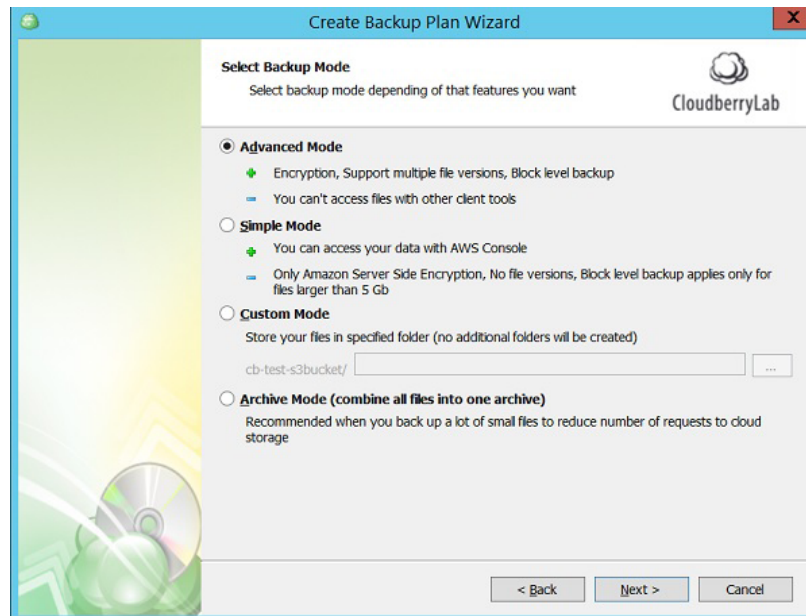 Create Backup Plan Wizard
X
Select Backup Mode
Select backup mode depending of that features you want
CloudberryLab
Advanced Mode
Encryption, Support multiple file versions, Block level backup
You can't access files with other client tools
Simple Mode
You can access your data with AWS Console
Only Amazon Server Side Encryption, No file versions, Block level backup applies only for
files larger than 5 Gb
Custom Mode
Store your files in specified folder (no additional folders will be created)
cb-test-s3bucket/
...
Archive Mode (combine all files into one archive)
Recommended when you back up a lot of small files to reduce number of requests to cloud
storage
< Back
Next >
Cancel